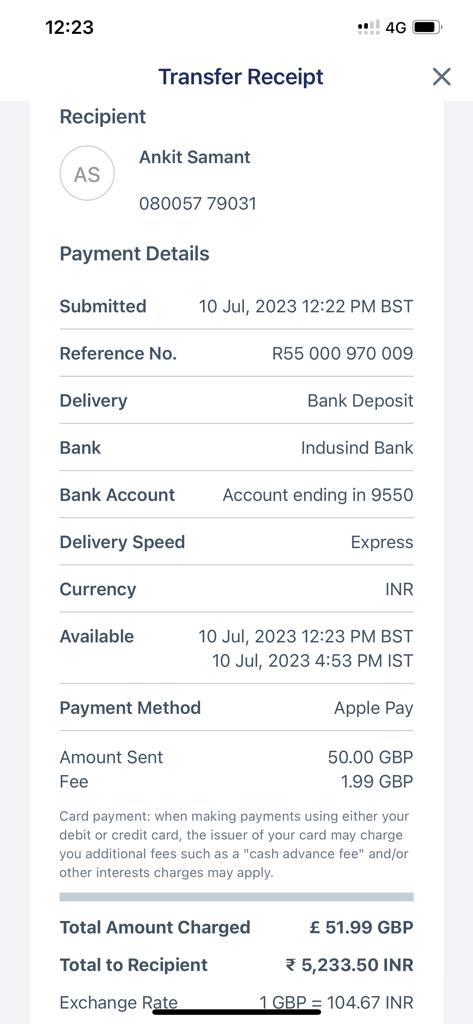 12:23
4G
Transfer Receipt
Recipient
AS
Ankit Samant
080057 79031
Payment Details
Submitted 10 Jul, 2023 12:22 PM BST
Reference No. R55 000 970 009
Delivery Bank Deposit
Bank Indusind Bank
Bank Account Account ending in 9550
Delivery Speed Express
Currency INR
Available 10 Jul, 2023 12:23 PM BST
10 Jul, 2023 4:53 PM IST
Payment Method Apple Pay
Amount Sent 50.00 GBP
Fee 1.99 GBP
Card payment: when making payments using either your
debit or credit card, the issuer of your card may charge
you additional fees such as a "cash advance fee" and/or
other interests charges may apply.
Total Amount Charged £ 51.99 GBP
Total to Recipient ₹ 5,233.50 INR
Exchange Rate 1 GBP = 104.67 INR